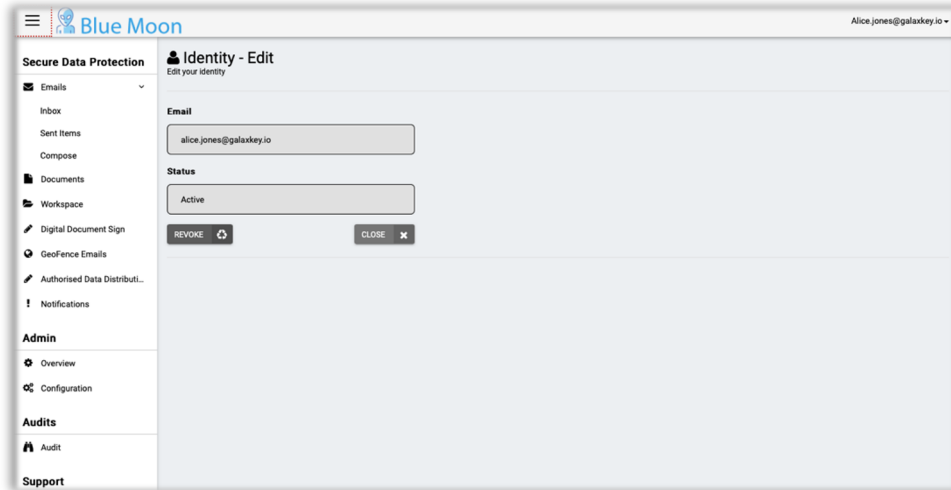 Blue Moon
Alice.jones@galaxkey.io
Secure Data Protection
Emails
Inbox
Sent Items
Compose
Documents
Workspace
Digital Document Sign
GeoFence Emails
Authorised Data Distributi...
Notifications
Admin
Overview
Configuration
Audits
Audit
Support
Identity - Edit
Edit your identity
Email
alice.jones@galaxkey.io
Status
Active
REVOKE
CLOSE